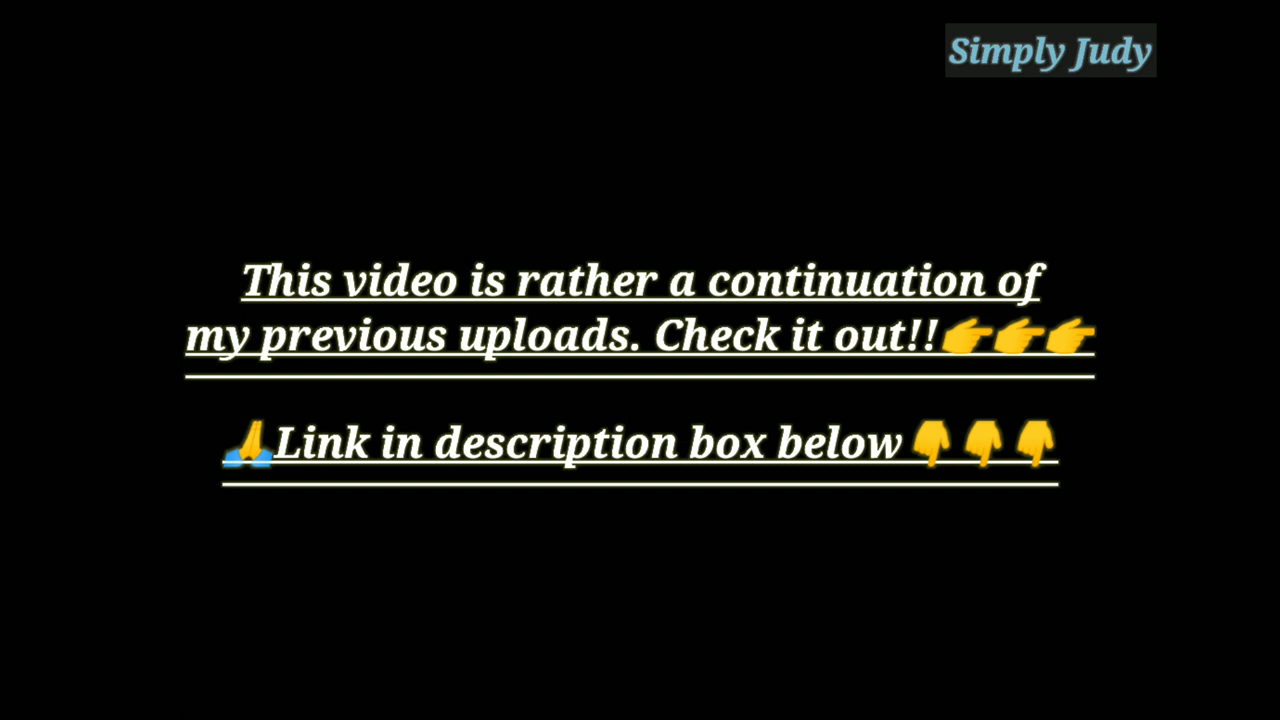 Simply Judy
This video is rather a continuation of
my previous uploads. Check it out!!👉👉👉
🙏Link in description box below👇👇👇